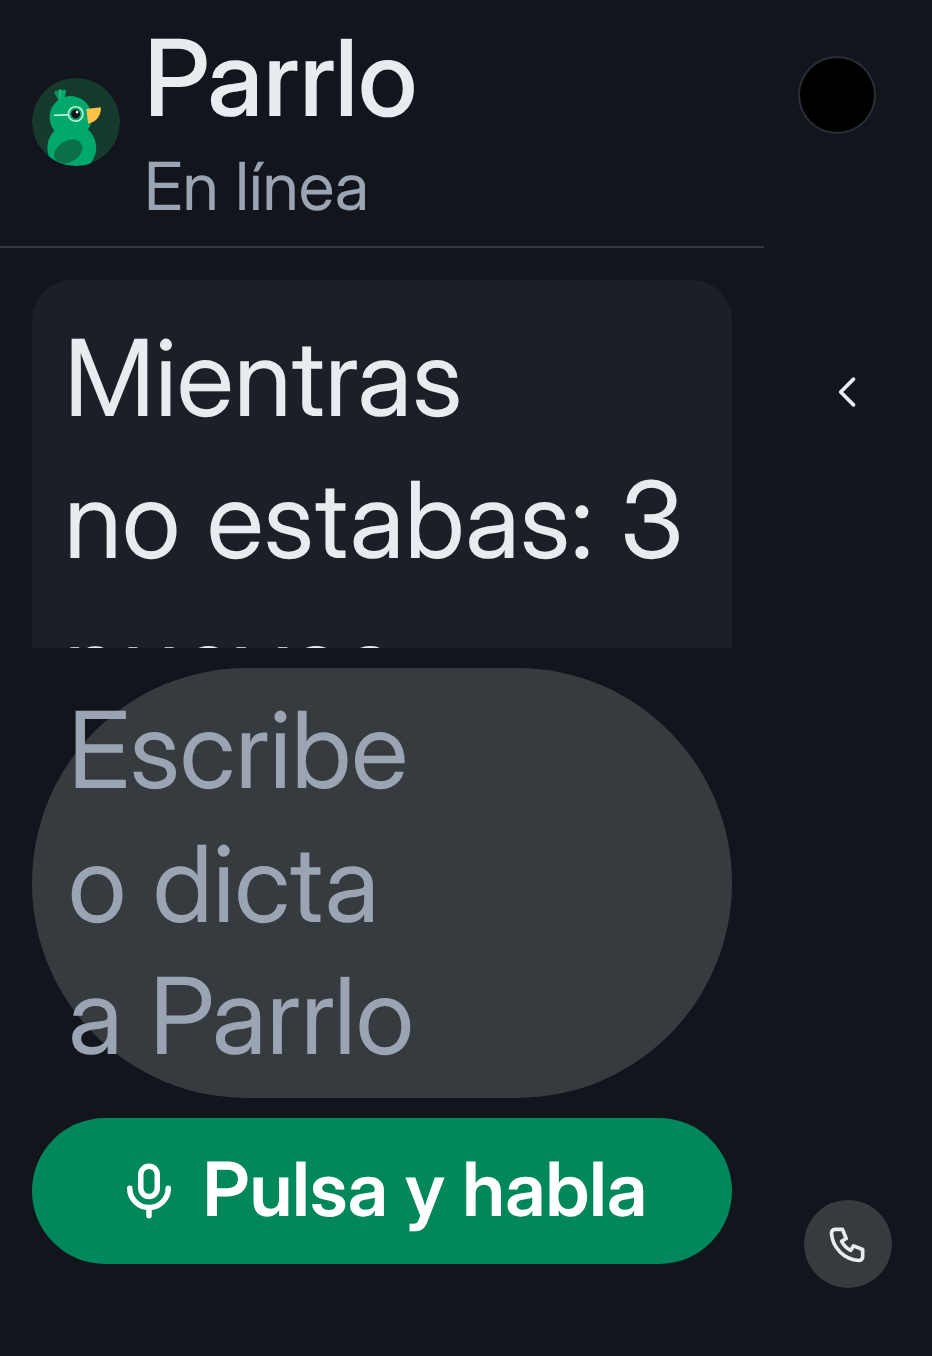 Parrlo
En línea
Mientras
no estabas: 3
Escribe
o dicta
a Parrlo
Pulsa y habla